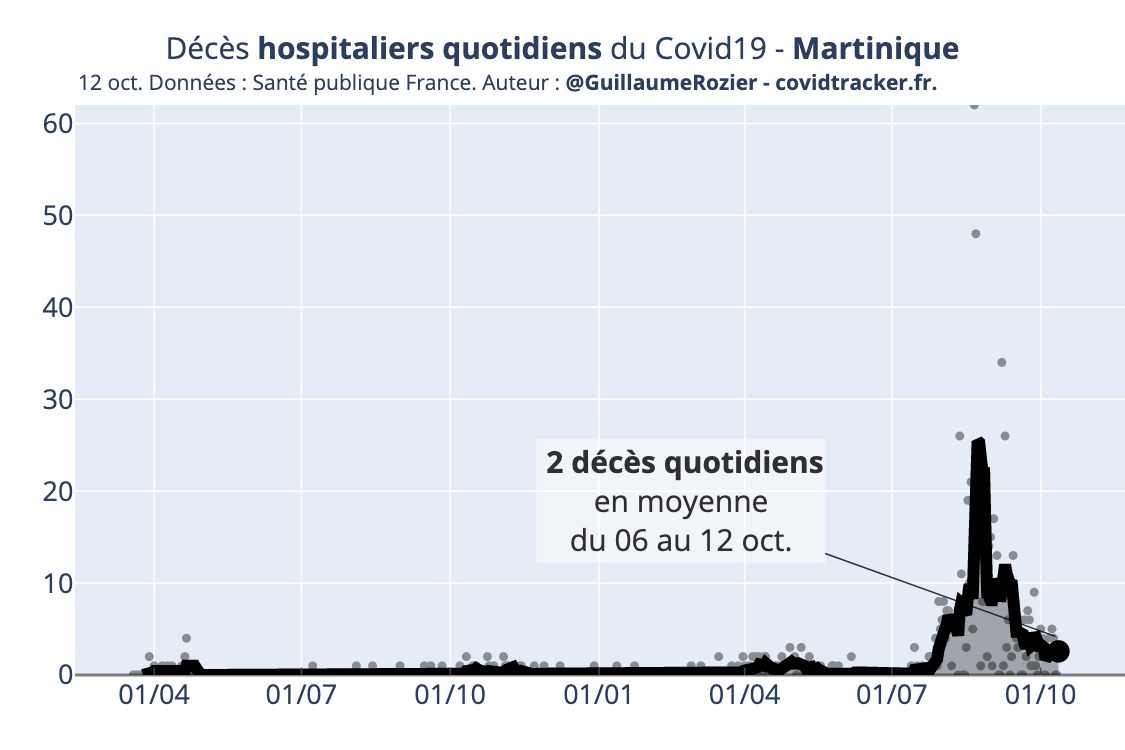 Décès hospitaliers quotidiens du Covid19 - Martinique
12 oct. Données : Santé publique France. Auteur : @GuillaumeRozier - covidtracker.fr.
60
50
40
30
20
10
0
2 décès quotidiens
en moyenne
du 06 au 12 oct.
01/04 01/07 01/10 01/01 01/04 01/07 01/10